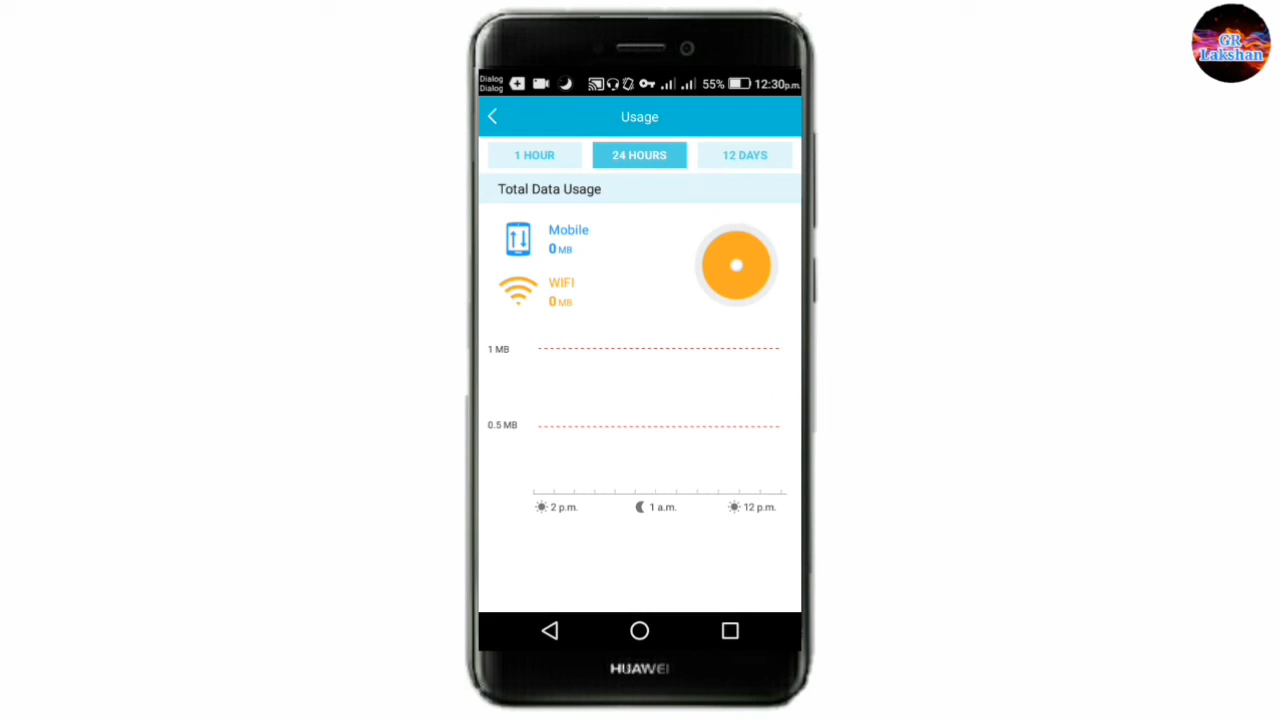 GR
Lakshan
Dialog
Dialog
55% 12:30p.m.
Usage
1 HOUR 24 HOURS 12 DAYS
Total Data Usage
Mobile
0 MB
WIFI
0 MB
1 MB
0.5 MB
2 p.m. 1 a.m. 12 p.m.
HUAWEI